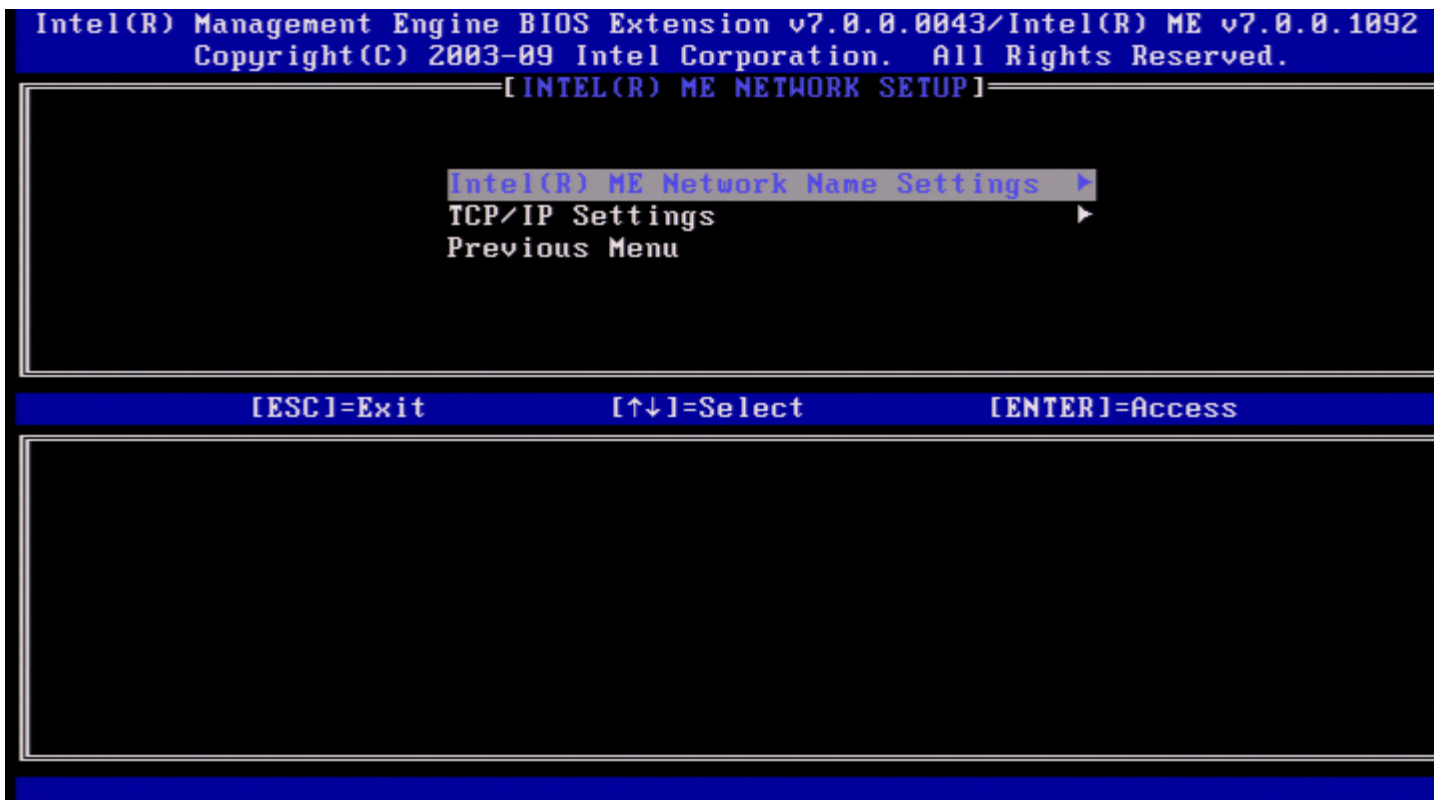 Intel(R) Management Engine BIOS Extension v7.0.0.0043/Intel(R) ME v7.0.0.1092
Copyright(C) 2003-09 Intel Corporation.  All Rights Reserved.
[INTEL(R) ME NETWORK SETUP]
Intel(R) ME Network Name Settings ►
TCP/IP Settings ►
Previous Menu
[ESC]=Exit [↑↓]=Select [ENTER]=Access